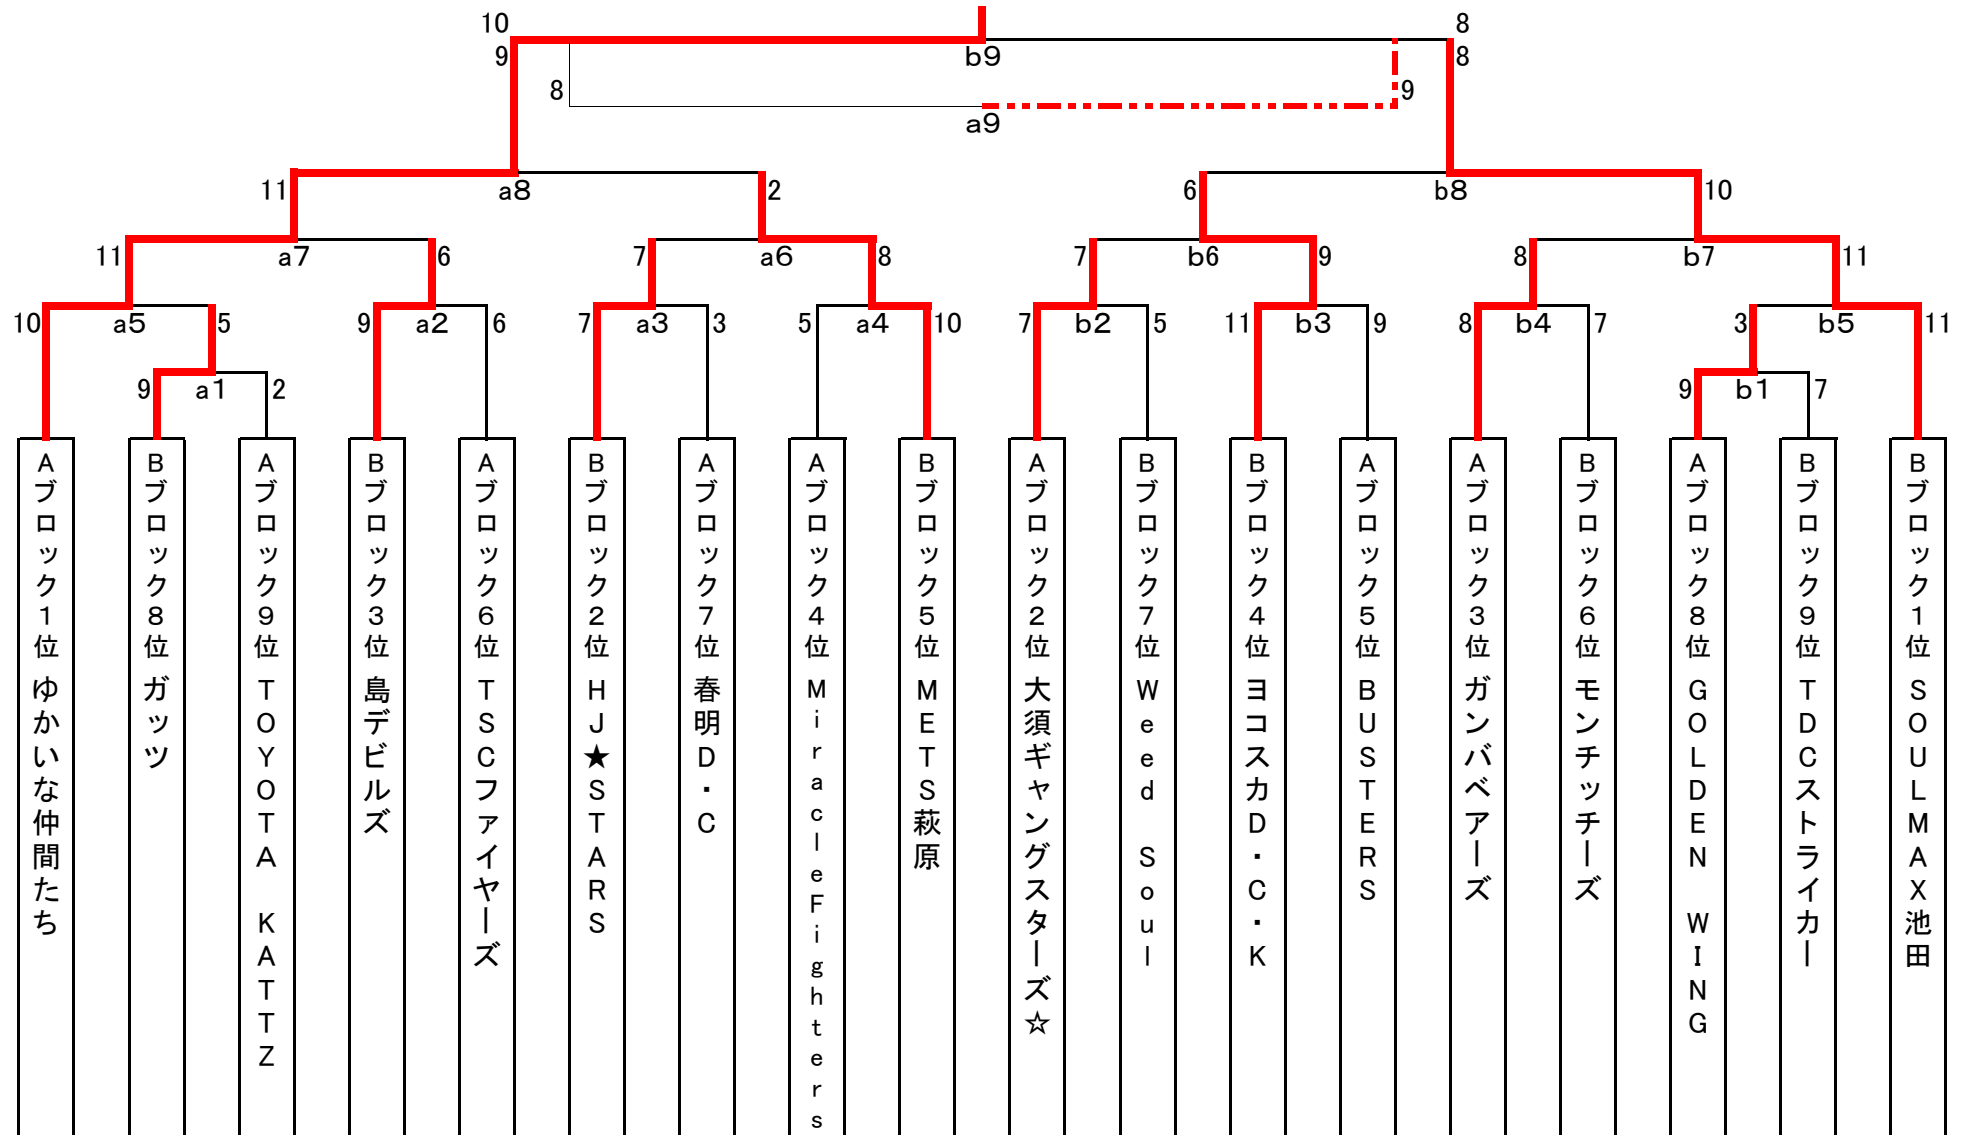 10 8
9 b9 8
8 9
a9
11 a8 2 6 b8 10
11 a7 6 7 a6 8 7 b6 9 8 b7 11
10 a5 5 9 a2 6 7 a3 3 5 a4 10 7 b2 5 11 b3 9 8 b4 7 3 b5 11
9 a1 2 9 b1 7
Aブロック1位 ゆかいな仲間たち
Bブロック8位 ガッツ
Aブロック9位 TOYOTA KATTZ
Bブロック3位 島デビルズ
Aブロック6位 TSCファイヤーズ
Bブロック2位 HJ★STARS
Aブロック7位 春明D・C
Aブロック4位 MiracleFighters
Bブロック5位 METS萩原
Aブロック2位 大須ギャングスターズ☆
Bブロック7位 Weed Soul
Bブロック4位 ヨコスカD・C・K
Aブロック5位 BUSTERS
Aブロック3位 ガンバベアーズ
Bブロック6位 モンチッチーズ
Aブロック8位 GOLDEN WING
Bブロック9位 TDCストライカー
Bブロック1位 SOULMAX池田